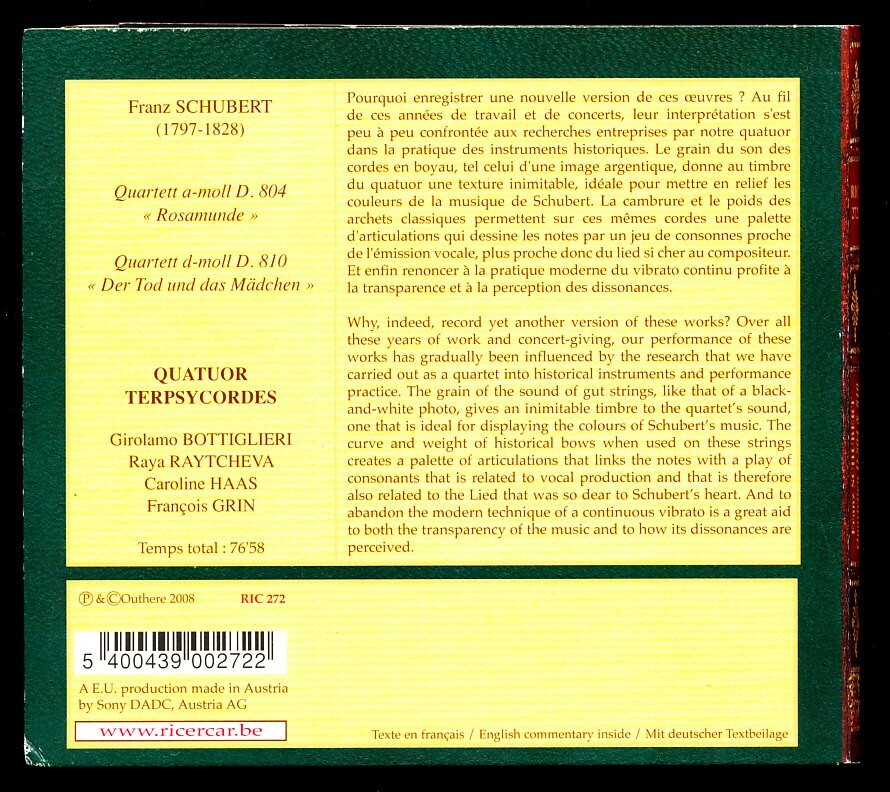 Franz SCHUBERT
(1797-1828)
Quartett a-moll D. 804
« Rosamunde »
Quartett d-moll D. 810
« Der Tod und das Mädchen »
QUATUOR
TERPSYCORDES
Girolamo BOTTIGLIERI
Raya RAYTCHEVA
Caroline HAAS
François GRIN
Temps total : 76'58
Pourquoi enregistrer une nouvelle version de ces œuvres ? Au fil
de ces années de travail et de concerts, leur interprétation s'est
peu à peu confrontée aux recherches entreprises par notre quatuor
dans la pratique des instruments historiques. Le grain du son des
cordes en boyau, tel celui d'une image argentique, donne au timbre
du quatuor une texture inimitable, idéale pour mettre en relief les
couleurs de la musique de Schubert. La cambrure et le poids des
archets classiques permettent sur ces mêmes cordes une palette
d'articulations qui dessine les notes par un jeu de consonnes proche
de l'émission vocale, plus proche donc du lied si cher au compositeur.
Et enfin renoncer à la pratique moderne du vibrato continu profite à
la transparence et à la perception des dissonances.
Why, indeed, record yet another version of these works? Over all
these years of work and concert-giving, our performance of these
works has gradually been influenced by the research that we have
carried out as a quartet into historical instruments and performance
practice. The grain of the sound of gut strings, like that of a black-
and-white photo, gives an inimitable timbre to the quartet's sound,
one that is ideal for displaying the colours of Schubert's music. The
curve and weight of historical bows when used on these strings
creates a palette of articulations that links the notes with a play of
consonants that is related to vocal production and that is therefore
also related to the Lied that was so dear to Schubert's heart. And to
abandon the modern technique of a continuous vibrato is a great aid
to both the transparency of the music and to how its dissonances are
perceived.
Ⓟ & ©Outhere 2008 RIC 272
5 400439 002722
A E.U. production made in Austria
by Sony DADC, Austria AG
www.ricercar.be
Texte en français / English commentary inside / Mit deutscher Textbeilage